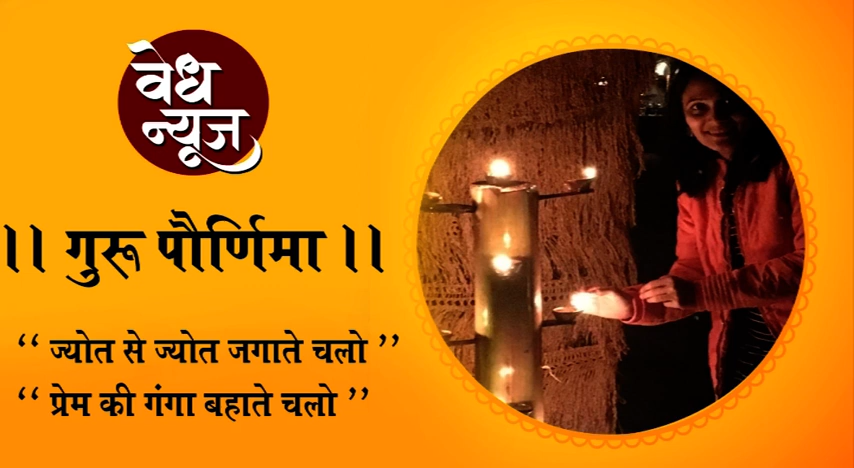 वेध
न्यूज
।। गुरू पौर्णिमा ।।
‘‘ ज्योत से ज्योत जगाते चलो ’’
‘‘ प्रेम की गंगा बहाते चलो ’’